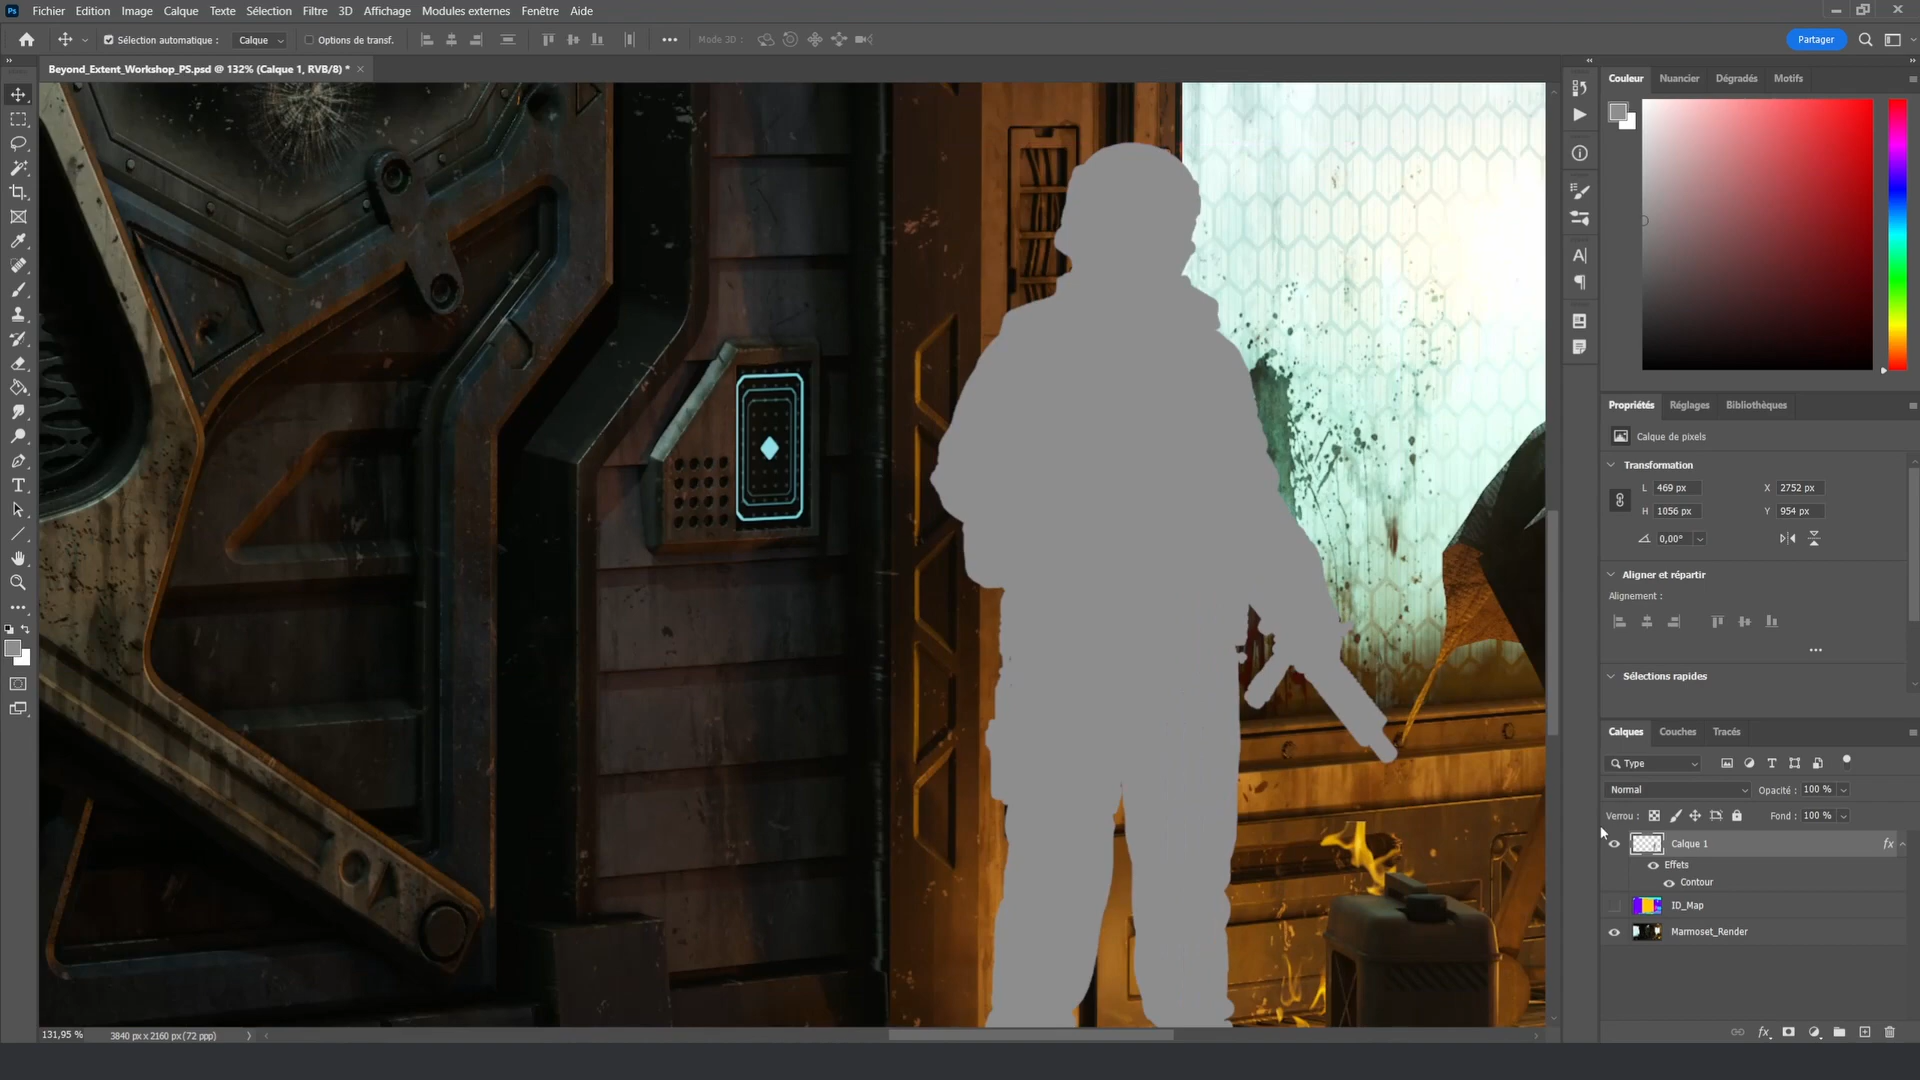 Ps Fichier Edition Image Calque Texte Sélection Filtre 3D Affichage Modules externes Fenêtre Aide
Sélection automatique : Calque Options de transf. Mode 3D : Partager
Beyond_Extent_Workshop_PS.psd @ 132% (Calque 1, RVB/8) *
Couleur Nuancier Dégradés Motifs
Propriétés Réglages Bibliothèques
Calque de pixels
Transformation
L 469 px X 2752 px
H 1056 px Y 954 px
0,00°
Aligner et répartir
Alignement :
Sélections rapides
Calques Couches Tracés
Type
Normal Opacité : 100 %
Verrou : Fond : 100 %
Calque 1 fx
Effets
Contour
ID_Map
Marmoset_Render
131,95 % 3840 px x 2160 px (72 ppp)
fx